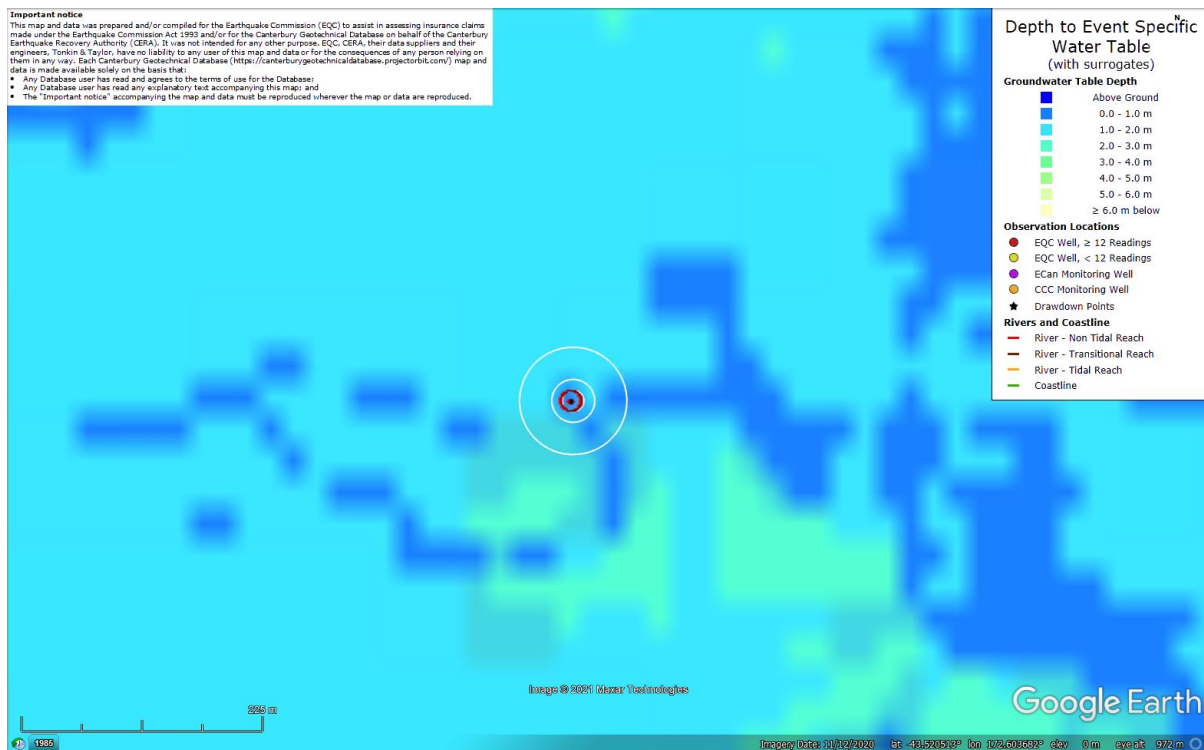 Important notice
This map and data was prepared and/or compiled for the Earthquake Commission (EQC) to assist in assessing insurance claims
made under the Earthquake Commission Act 1993 and/or for the Canterbury Geotechnical Database on behalf of the Canterbury
Earthquake Recovery Authority (CERA). It was not intended for any other purpose. EQC, CERA, their data suppliers and their
engineers, Tonkin & Taylor, have no liability to any user of this map and data or for the consequences of any person relying on
them in any way. Each Canterbury Geotechnical Database (https://canterburygeotechnicaldatabase.projectorbit.com/) map and
data is made available solely on the basis that:
• Any Database user has read and agrees to the terms of use for the Database;
• Any Database user has read any explanatory text accompanying this map; and
• The "Important notice" accompanying the map and data must be reproduced wherever the map or data are reproduced.
N
Depth to Event Specific
Water Table
(with surrogates)
Groundwater Table Depth
Above Ground
0.0 - 1.0 m
1.0 - 2.0 m
2.0 - 3.0 m
3.0 - 4.0 m
4.0 - 5.0 m
5.0 - 6.0 m
≥ 6.0 m below
Observation Locations
EQC Well, ≥ 12 Readings
EQC Well, < 12 Readings
ECan Monitoring Well
CCC Monitoring Well
Drawdown Points
Rivers and Coastline
River - Non Tidal Reach
River - Transitional Reach
River - Tidal Reach
Coastline
Image © 2021 Maxar Technologies
225 m
Google Earth
1985
Imagery Date: 11/12/2020 lat -43.520513° lon 172.603682° elev 0 m eye alt 972 m